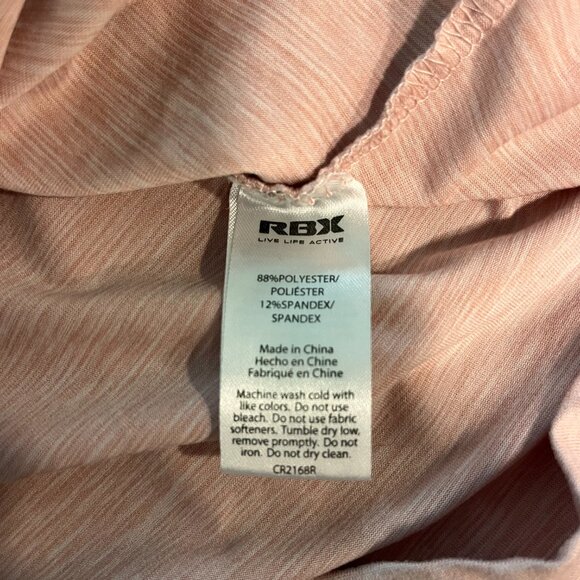 RBX
LIVE LIFE ACTIVE
88%POLYESTER/
POLIÉSTER
12%SPANDEX/
SPANDEX
Made in China
Hecho en Chine
Fabriqué en Chine
Machine wash cold with
like colors. Do not use
bleach. Do not use fabric
softeners. Tumble dry low,
remove promptly. Do not
iron. Do not dry clean.
CR2168R